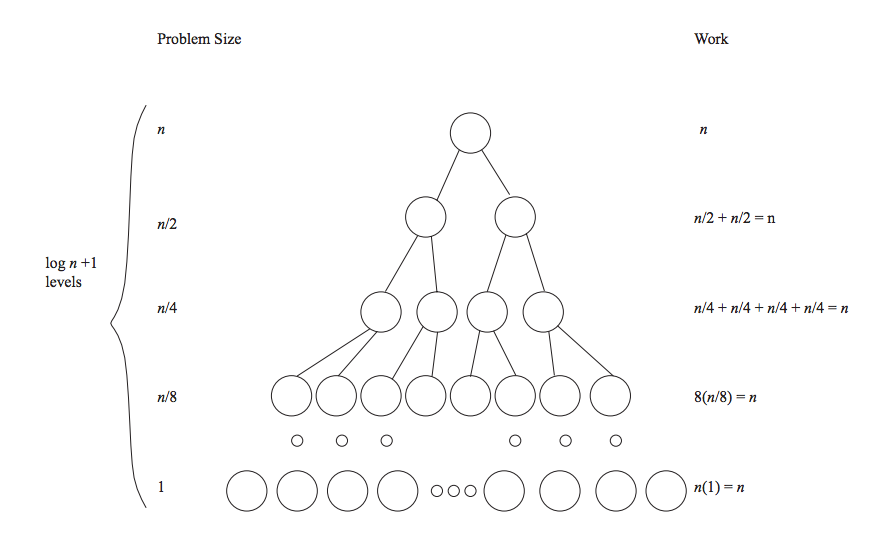 Problem Size
Work
n
n
n/2
n/2 + n/2 = n
log n +1
levels
n/4
n/4 + n/4 + n/4 + n/4 = n
n/8
8(n/8) = n
1
n(1) = n